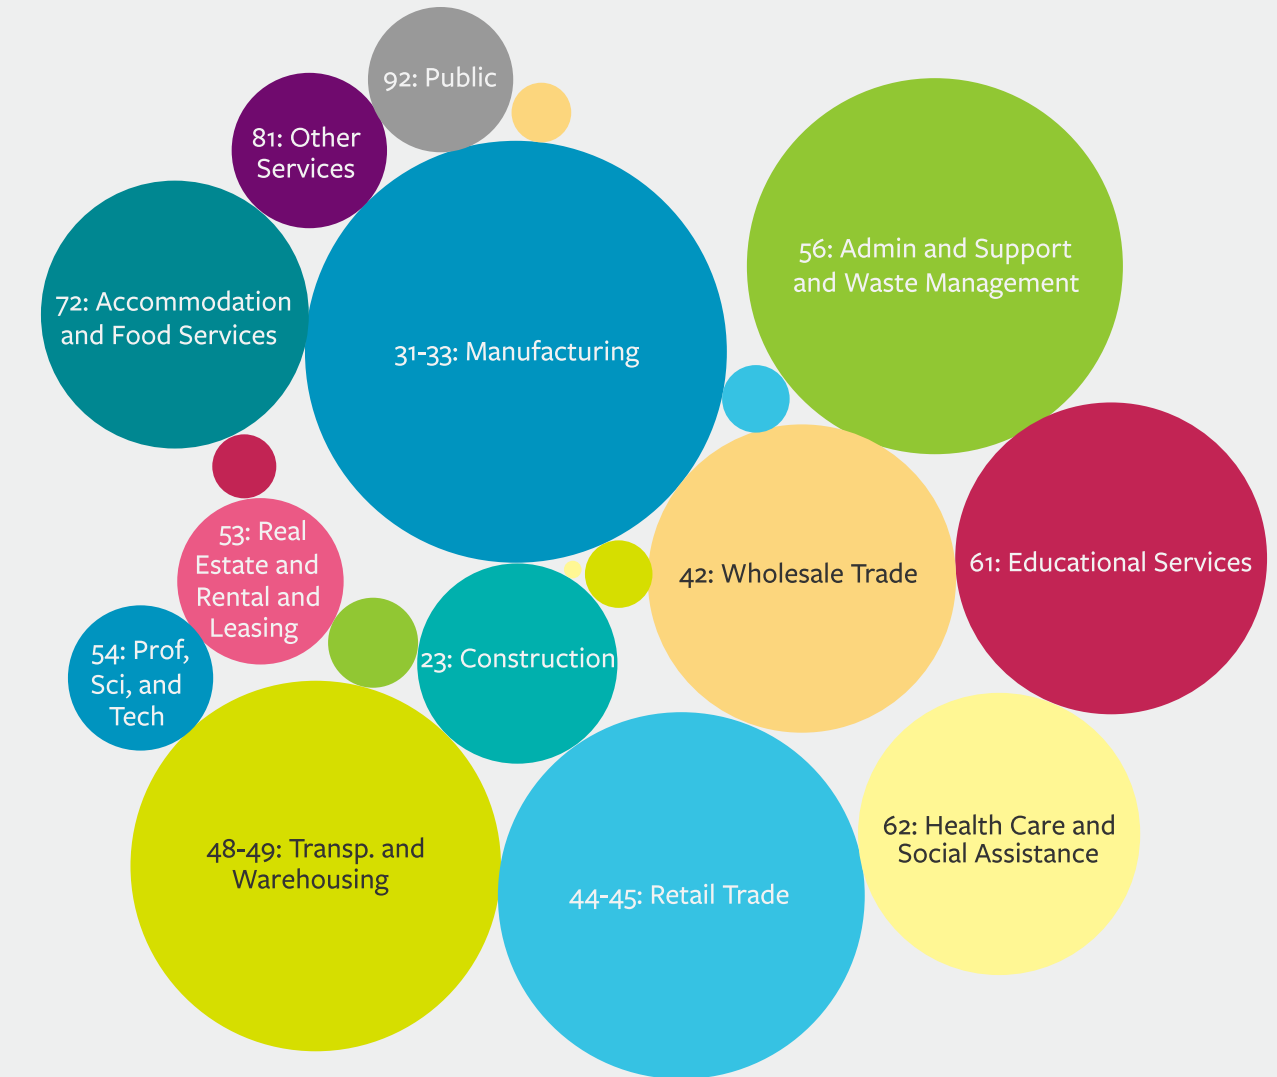 92: Public
81: Other
Services
56: Admin and Support
and Waste Management
72: Accommodation
and Food Services
31-33: Manufacturing
53: Real
Estate and
Rental and
Leasing
42: Wholesale Trade
61: Educational Services
54: Prof,
Sci, and
Tech
23: Construction
48-49: Transp. and
Warehousing
44-45: Retail Trade
62: Health Care and
Social Assistance